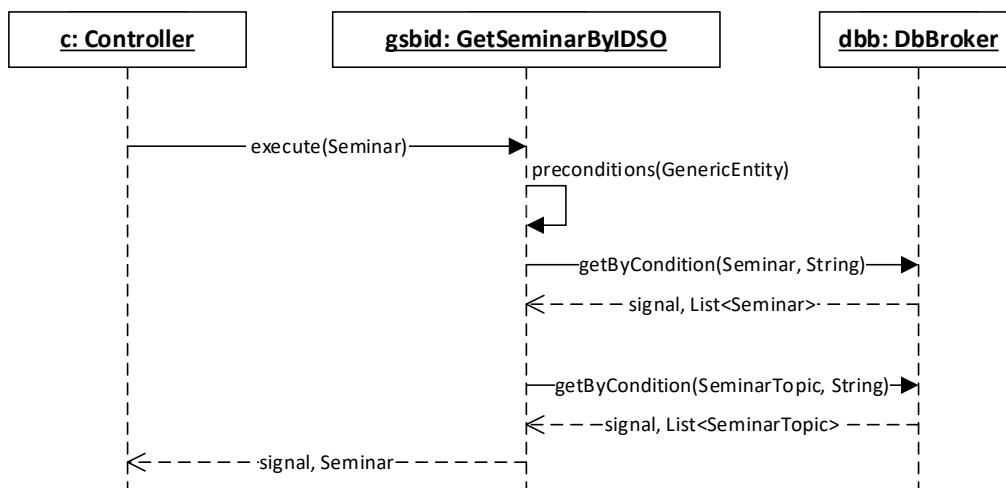 c: Controller
gsbid: GetSeminarByIDSO
dbb: DbBroker
execute(Seminar)
preconditions(GenericEntity)
getByCondition(Seminar, String)
signal, List<Seminar>
getByCondition(SeminarTopic, String)
signal, List<SeminarTopic>
signal, Seminar